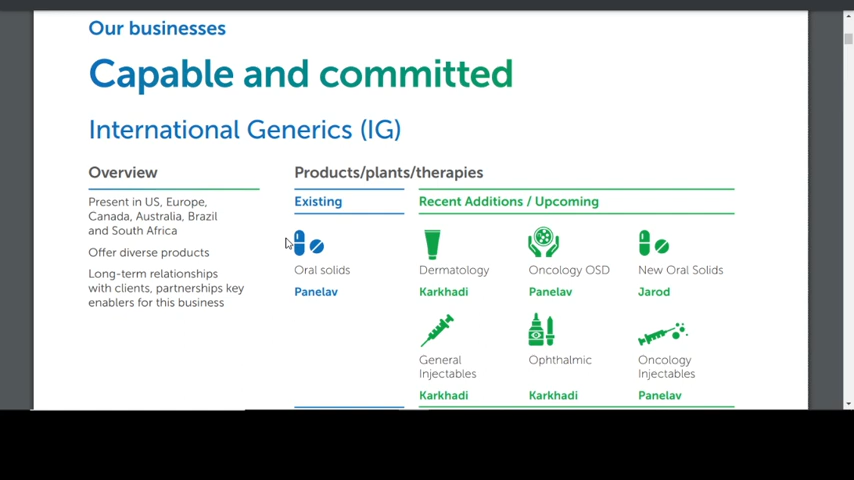 Our businesses
Capable and committed
International Generics (IG)
Overview
Present in US, Europe,
Canada, Australia, Brazil
and South Africa
Offer diverse products
Long-term relationships
with clients, partnerships key
enablers for this business
Products/plants/therapies
Existing
Oral solids
Panelav
Recent Additions / Upcoming
Dermatology
Karkhadi
Oncology OSD
Panelav
New Oral Solids
Jarod
General
Injectables
Karkhadi
Ophthalmic
Karkhadi
Oncology
Injectables
Panelav